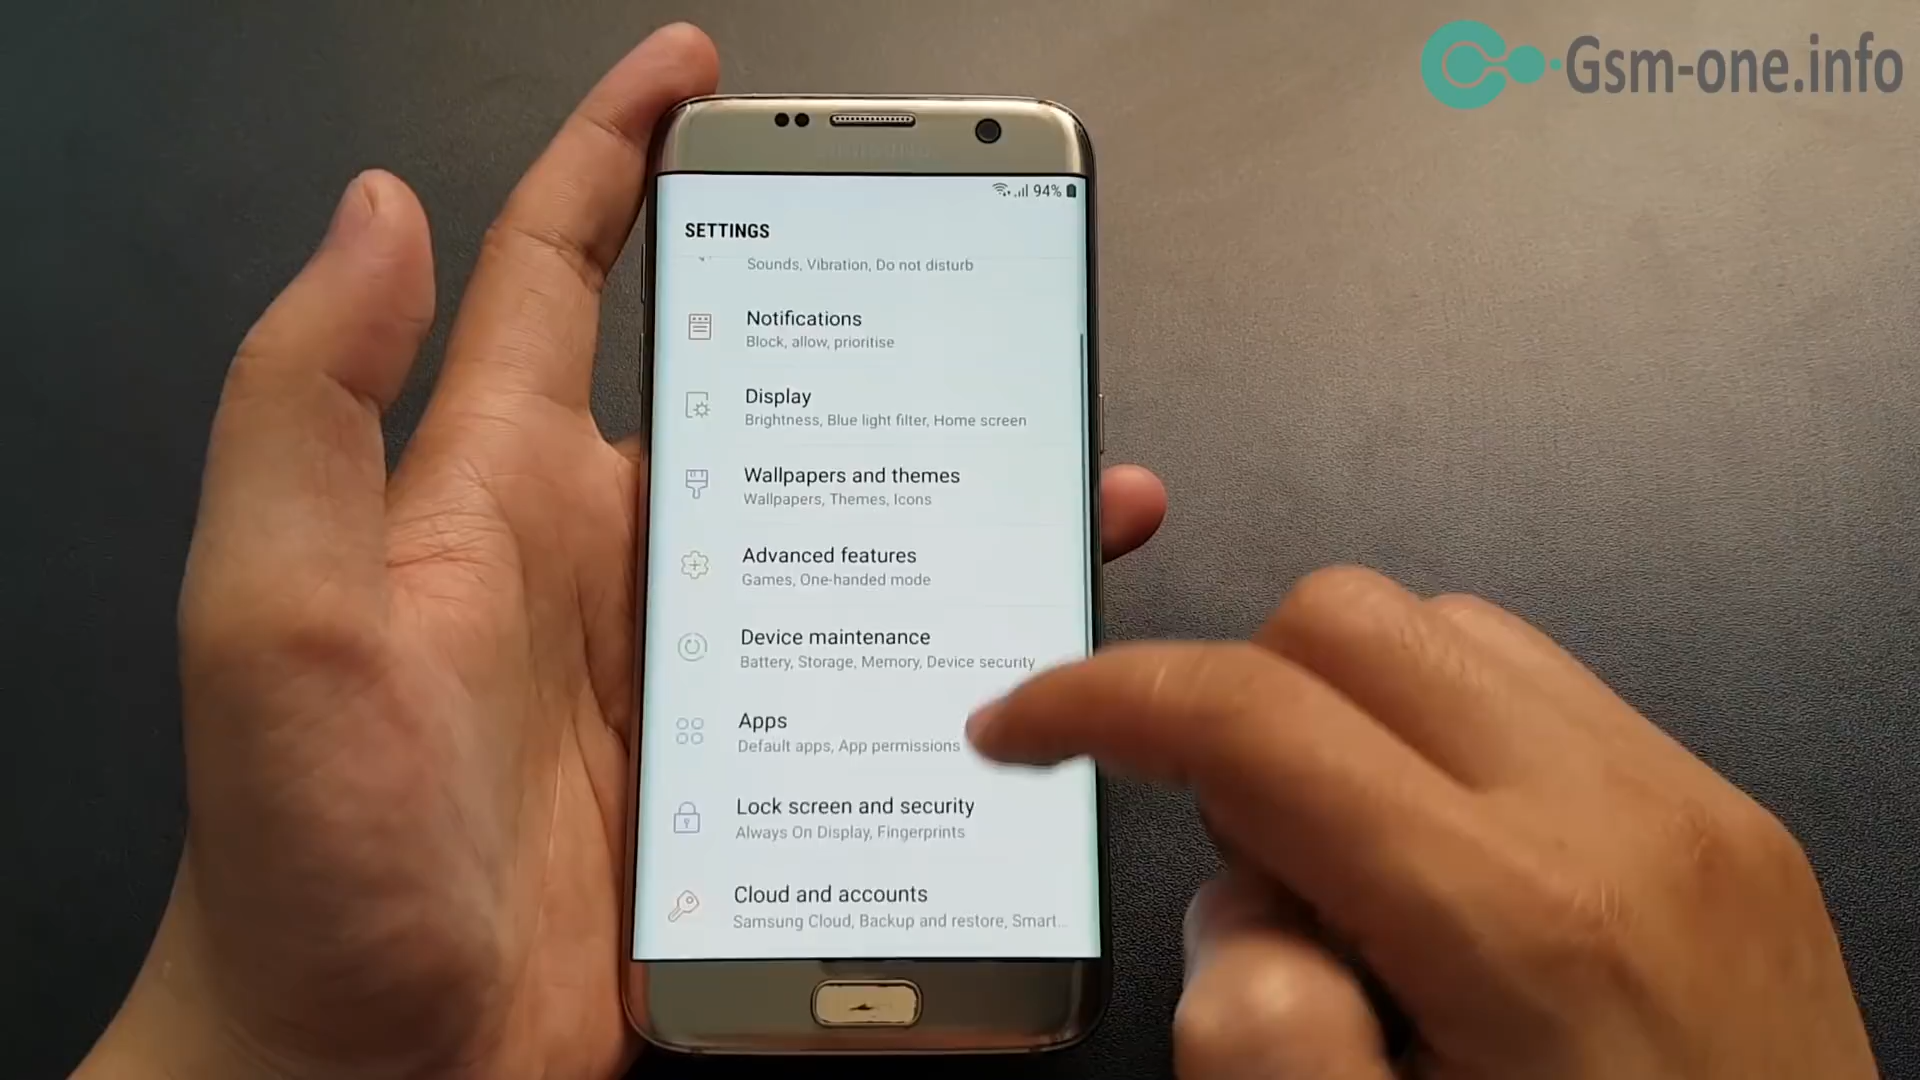 Gsm-one.info
94%
SETTINGS
Sounds, Vibration, Do not disturb
Notifications
Block, allow, prioritise
Display
Brightness, Blue light filter, Home screen
Wallpapers and themes
Wallpapers, Themes, Icons
Advanced features
Games, One-handed mode
Device maintenance
Battery, Storage, Memory, Device security
Apps
Default apps, App permissions
Lock screen and security
Always On Display, Fingerprints
Cloud and accounts
Samsung Cloud, Backup and restore, Smart...